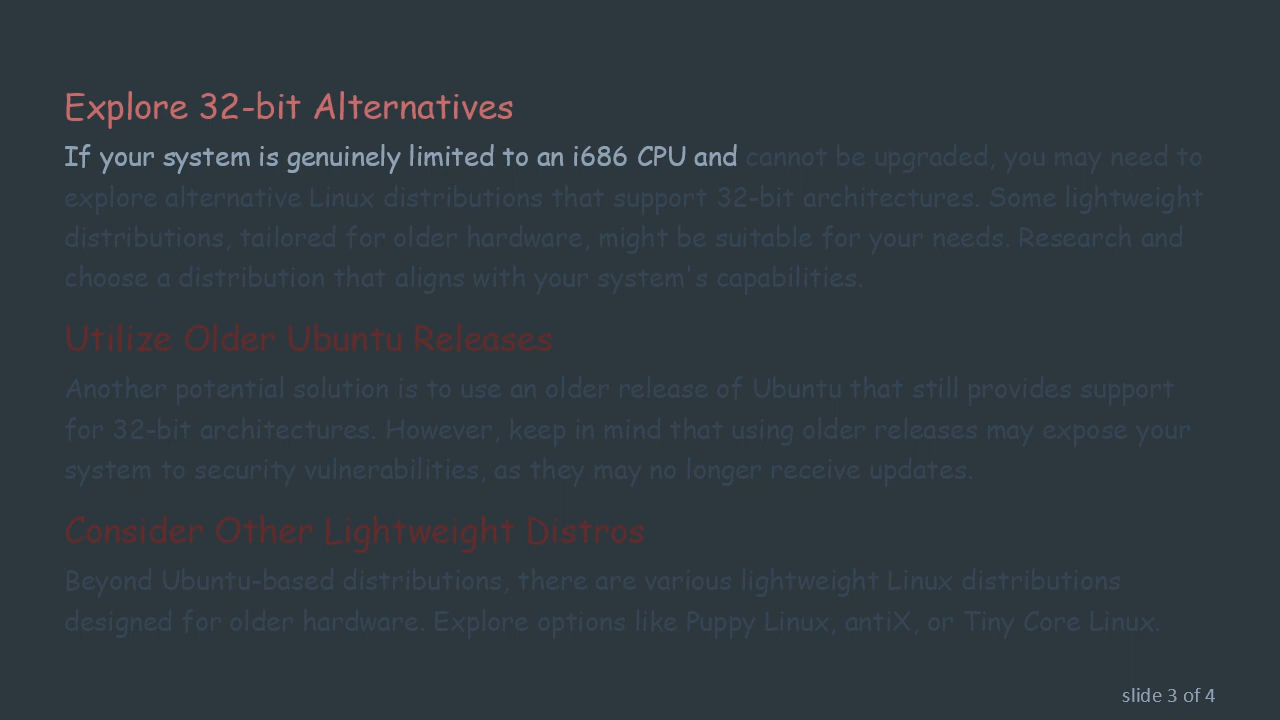 Explore 32-bit Alternatives
If your system is genuinely limited to an i686 CPU and cannot be upgraded, you may need to
explore alternative Linux distributions that support 32-bit architectures. Some lightweight
distributions, tailored for older hardware, might be suitable for your needs. Research and
choose a distribution that aligns with your system's capabilities.
Utilize Older Ubuntu Releases
Another potential solution is to use an older release of Ubuntu that still provides support
for 32-bit architectures. However, keep in mind that using older releases may expose your
system to security vulnerabilities, as they may no longer receive updates.
Consider Other Lightweight Distros
Beyond Ubuntu-based distributions, there are various lightweight Linux distributions
designed for older hardware. Explore options like Puppy Linux, antiX, or Tiny Core Linux.
slide 3 of 4